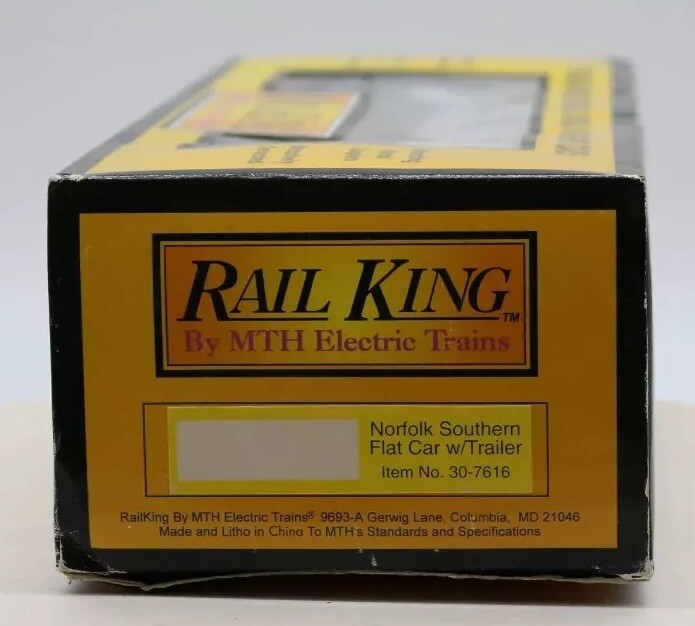 RAIL KING™
By MTH Electric Trains
Norfolk Southern
Flat Car w/Trailer
Item No. 30-7616
RailKing By MTH Electric Trains® 9693-A Gerwig Lane, Columbia, MD 21046
Made and Litho in China To MTH's Standards and Specifications